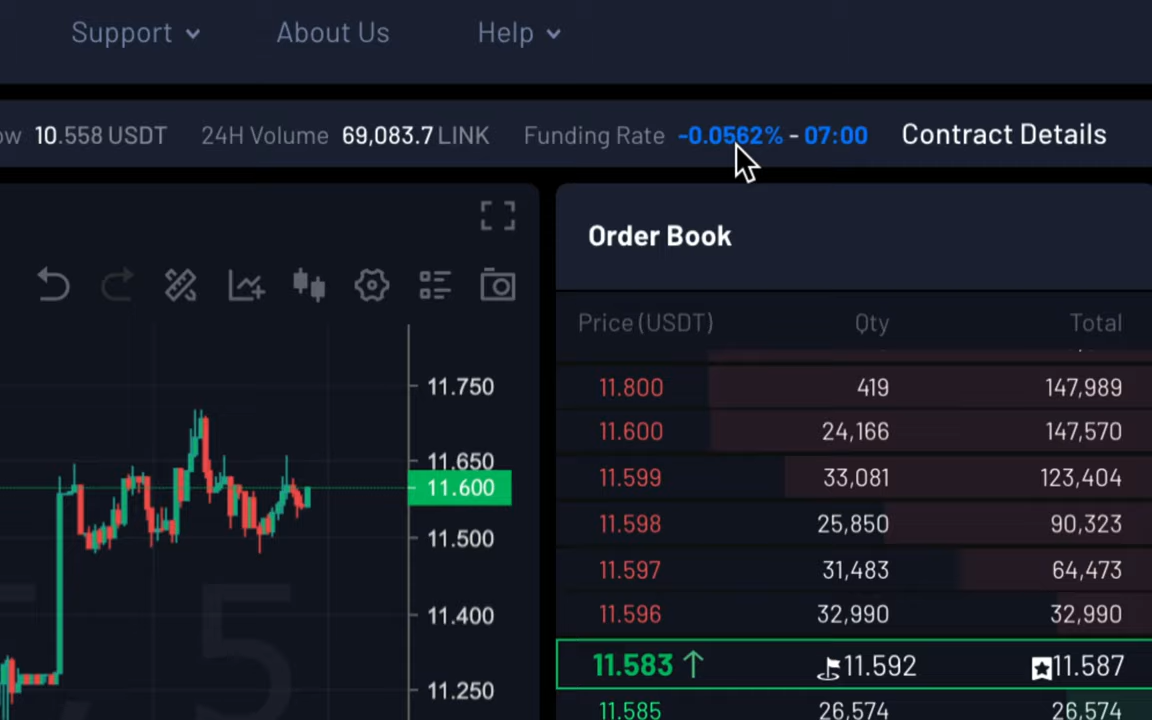 Support About Us Help
ow 10.558 USDT 24H Volume 69,083.7 LINK Funding Rate -0.0562% - 07:00 Contract Details
Order Book
Price (USDT) Qty Total
11.800 419 147,989
11.600 24,166 147,570
11.599 33,081 123,404
11.598 25,850 90,323
11.597 31,483 64,473
11.596 32,990 32,990
11.583 ↑ 11.592 11.587
11.585 26,574 26,574
11.750
11.650
11.600
11.500
11.400
11.250
5